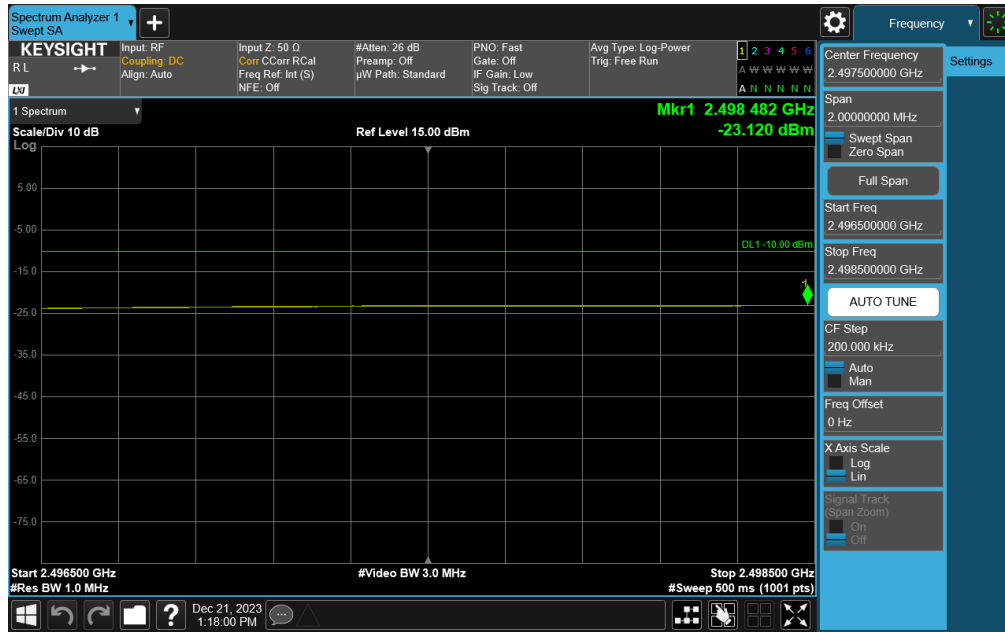 Spectrum Analyzer 1
Swept SA
Frequency
KEYSIGHT
R L
LXI
Input: RF
Coupling: DC
Align: Auto
Input Z: 50 Ω
Corr CCorr RCal
Freq Ref: Int (S)
NFE: Off
#Atten: 26 dB
Preamp: Off
µW Path: Standard
PNO: Fast
Gate: Off
IF Gain: Low
Sig Track: Off
Avg Type: Log-Power
Trig: Free Run
1 2 3 4 5 6
A W W W W W
A N N N N N
1 Spectrum
Mkr1 2.498 482 GHz
Scale/Div 10 dB
Ref Level 15.00 dBm
-23.120 dBm
Log
5.00
-5.00
DL1 -10.00 dBm
-15.0
1
-25.0
-35.0
-45.0
-55.0
-65.0
-75.0
Start 2.496500 GHz
#Video BW 3.0 MHz
Stop 2.498500 GHz
#Res BW 1.0 MHz
#Sweep 500 ms (1001 pts)
Dec 21, 2023
1:18:00 PM
Center Frequency
2.497500000 GHz
Settings
Span
2.00000000 MHz
Swept Span
Zero Span
Full Span
Start Freq
2.496500000 GHz
Stop Freq
2.498500000 GHz
AUTO TUNE
CF Step
200.000 kHz
Auto
Man
Freq Offset
0 Hz
X Axis Scale
Log
Lin
Signal Track
(Span Zoom)
On
Off